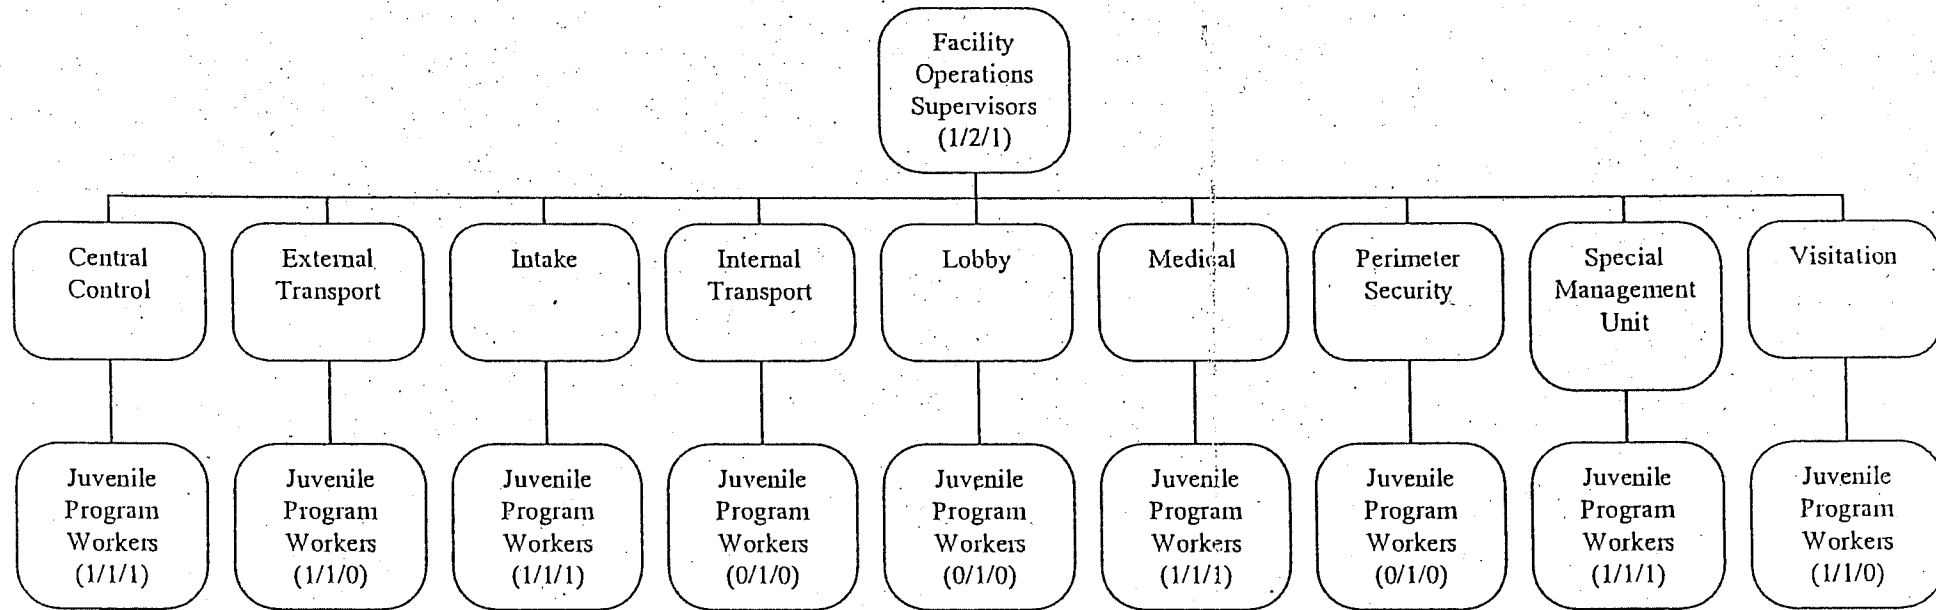 Facility
Operations
Supervisors
(1/2/1)
Central
Control
External
Transport
Intake
Internal
Transport
Lobby
Medical
Perimeter
Security
Special
Management
Unit
Visitation
Juvenile
Program
Workers
(1/1/1)
Juvenile
Program
Workers
(1/1/0)
Juvenile
Program
Workers
(1/1/1)
Juvenile
Program
Workers
(0/1/0)
Juvenile
Program
Workers
(0/1/0)
Juvenile
Program
Workers
(1/1/1)
Juvenile
Program
Workers
(0/1/0)
Juvenile
Program
Workers
(1/1/1)
Juvenile
Program
Workers
(1/1/0)